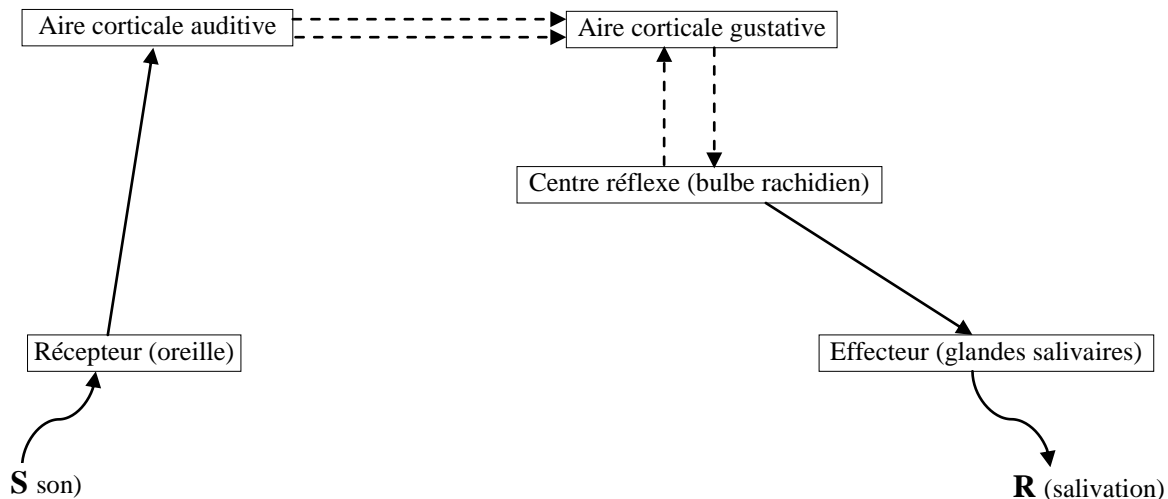 Aire corticale auditive
Aire corticale gustative
Centre réflexe (bulbe rachidien)
Récepteur (oreille)
Effecteur (glandes salivaires)
S son)
R (salivation)